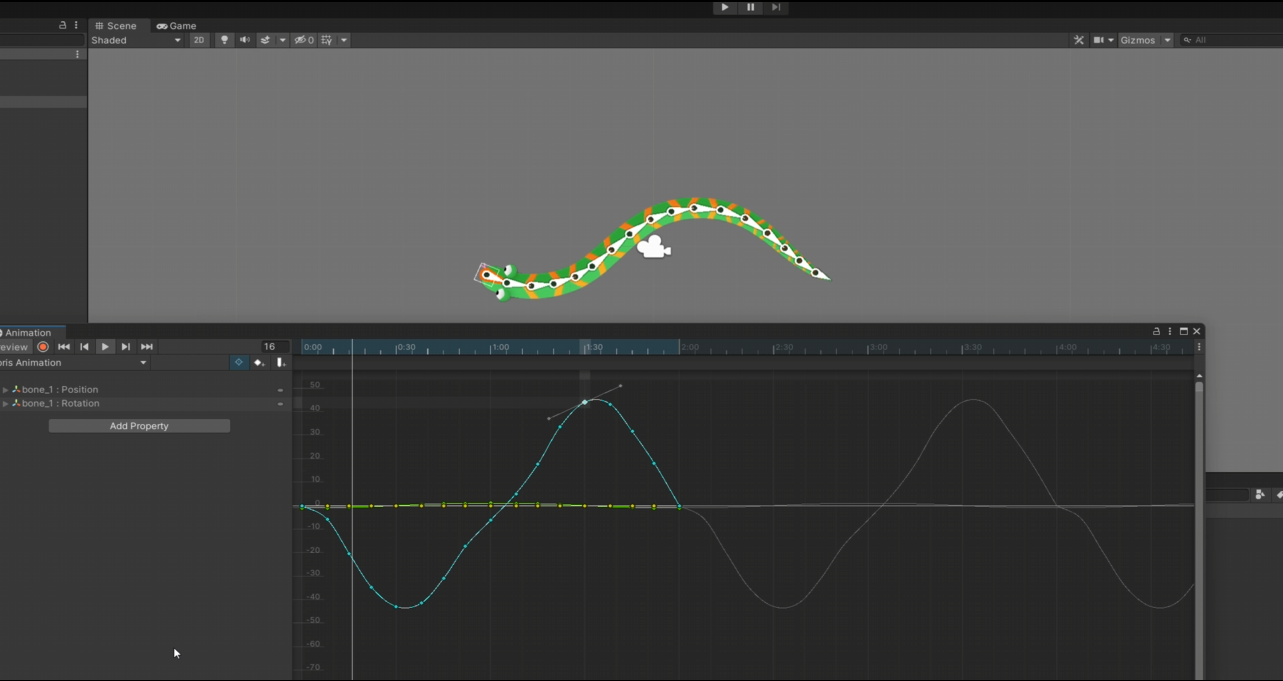 Scene Game
Shaded 2D 0 Gizmos All
Animation
eview 16 0:00 0:30 1:00 1:30 2:00 2:30 3:00 3:30 4:00 4:30
oris Animation
bone_1 : Position
bone_1 : Rotation
Add Property
50
40
30
20
10
0
-10
-20
-30
-40
-50
-60
-70